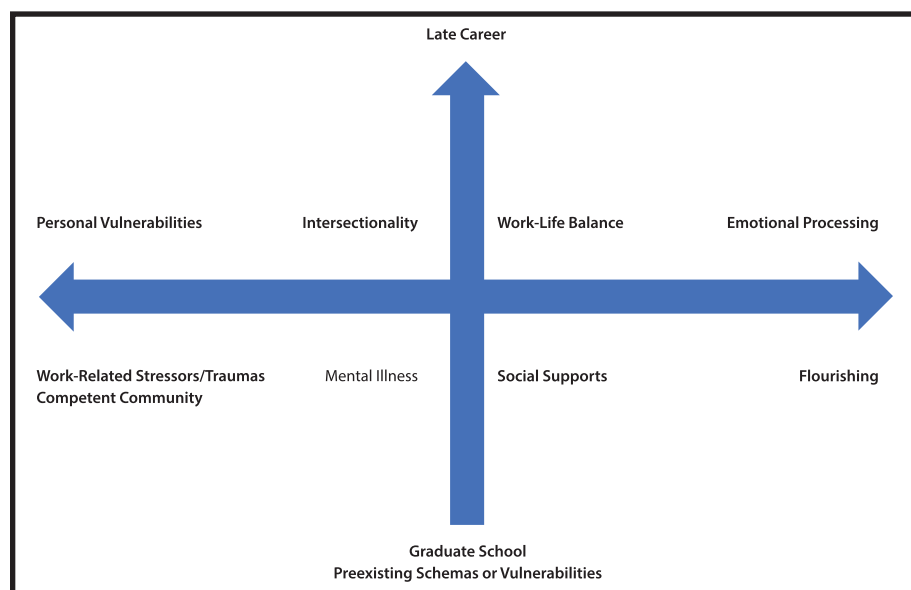 Late Career
Personal Vulnerabilities
Intersectionality
Work-Life Balance
Emotional Processing
Work-Related Stressors/Traumas
Competent Community
Mental Illness
Social Supports
Flourishing
Graduate School
Preexisting Schemas or Vulnerabilities